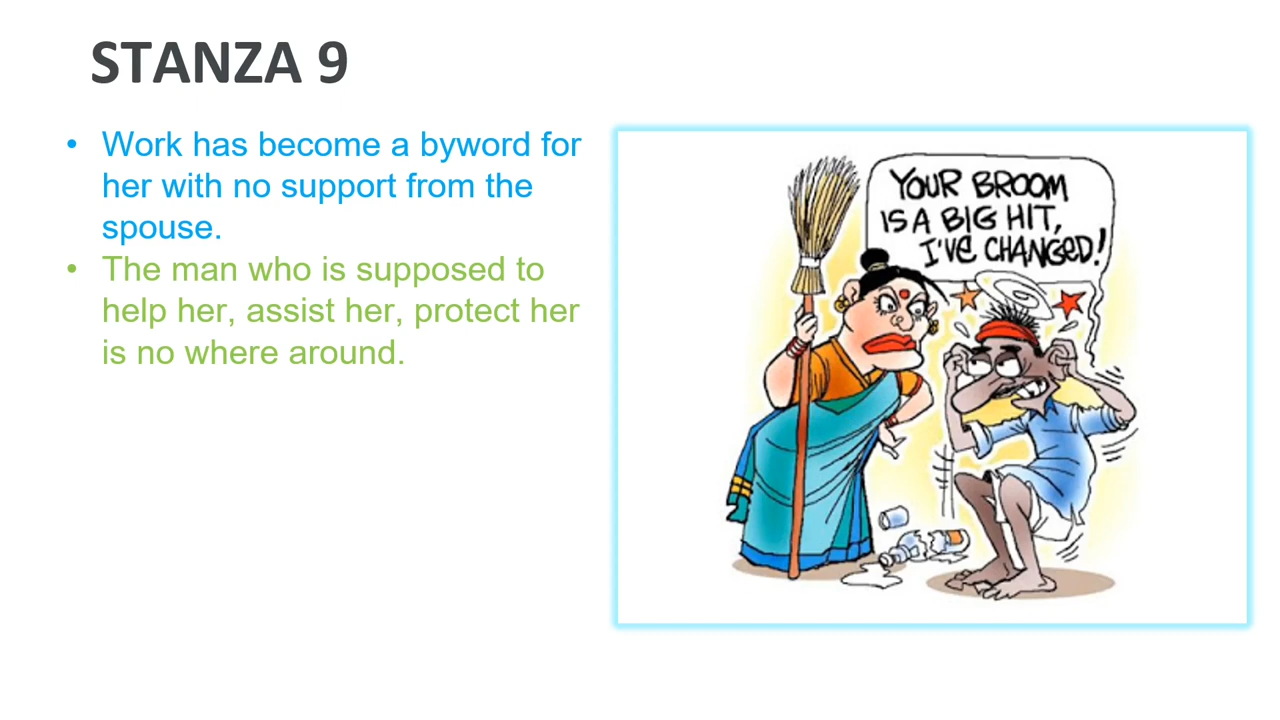 STANZA 9
• Work has become a byword for
her with no support from the
spouse.
• The man who is supposed to
help her, assist her, protect her
is no where around.
YOUR BROOM
IS A BIG HIT,
I'VE CHANGED!